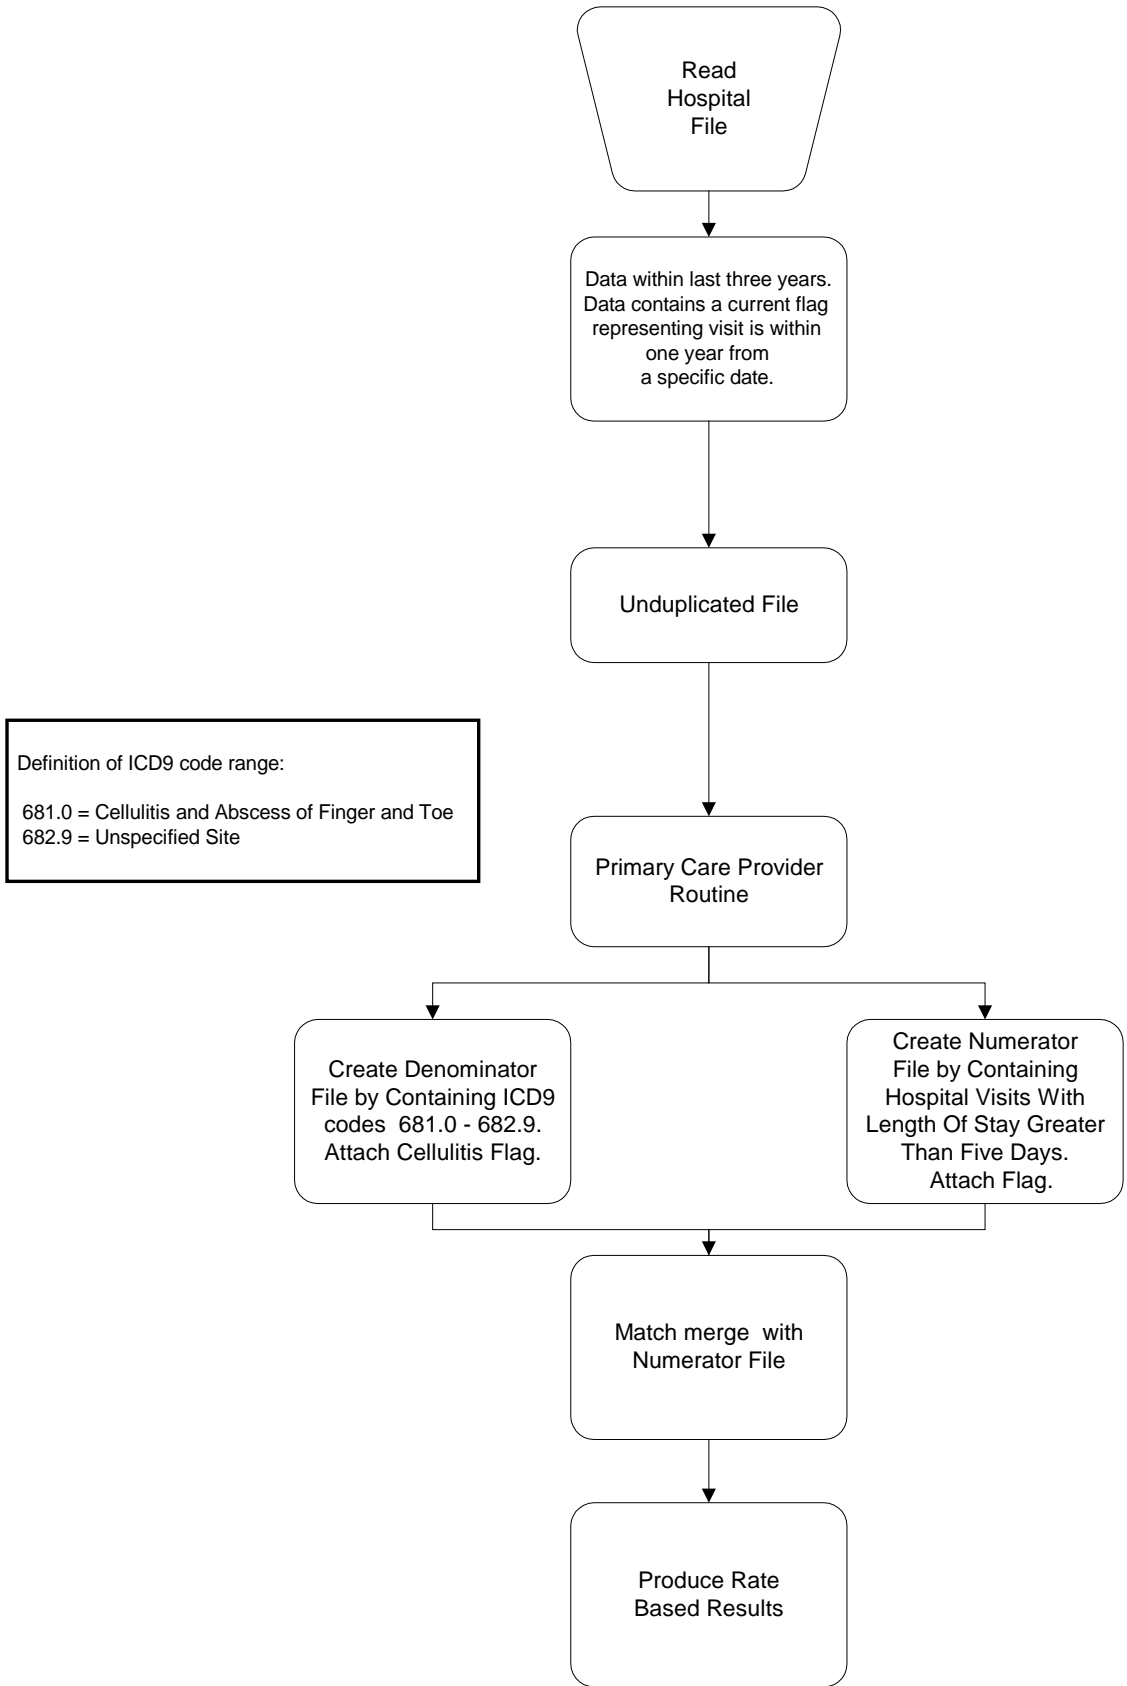 Read
Hospital
File
Data within last three years.
Data contains a current flag
representing visit is within
one year from
a specific date.
Unduplicated File
Definition of ICD9 code range:
681.0 = Cellulitis and Abscess of Finger and Toe
682.9 = Unspecified Site
Primary Care Provider
Routine
Create Denominator
File by Containing ICD9
codes 681.0 - 682.9.
Attach Cellulitis Flag.
Create Numerator
File by Containing
Hospital Visits With
Length Of Stay Greater
Than Five Days.
Attach Flag.
Match merge with
Numerator File
Produce Rate
Based Results